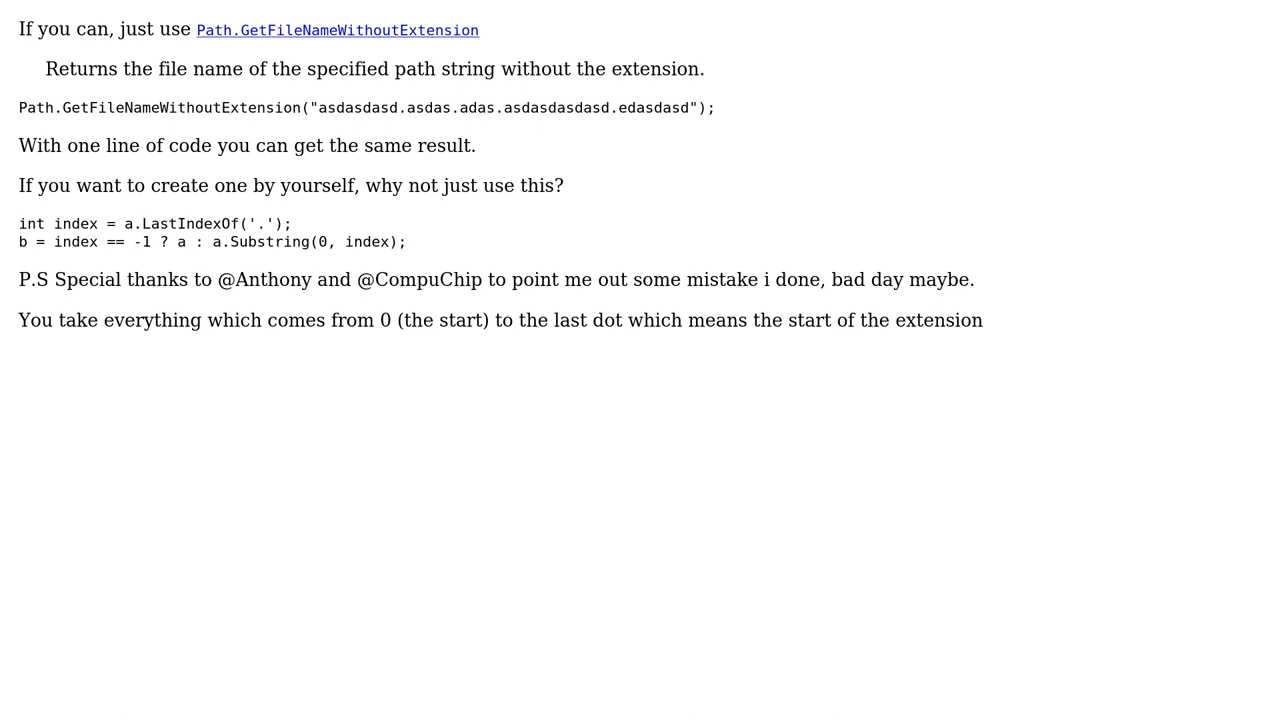 If you can, just use Path.GetFileNameWithoutExtension
Returns the file name of the specified path string without the extension.
Path.GetFileNameWithoutExtension("asdasdasd.asdas.adas.asdasdasdasd.edasdasd");
With one line of code you can get the same result.
If you want to create one by yourself, why not just use this?
int index = a.LastIndexOf('.');
b = index == -1 ? a : a.Substring(0, index);
P.S Special thanks to @Anthony and @CompuChip to point me out some mistake i done, bad day maybe.
You take everything which comes from 0 (the start) to the last dot which means the start of the extension